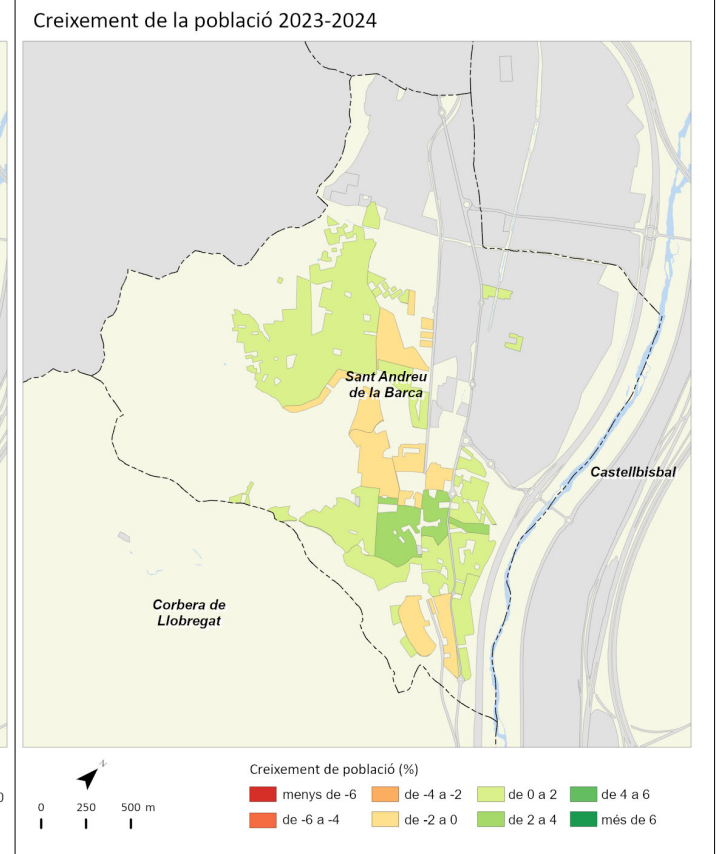 Creixement de la població 2023-2024
Sant Andreu
de la Barca
Castellbisbal
Corbera de
Llobregat
N
0
0 250 500 m
Creixement de població (%)
menys de -6
de -4 a -2
de 0 a 2
de 4 a 6
de -6 a -4
de -2 a 0
de 2 a 4
més de 6